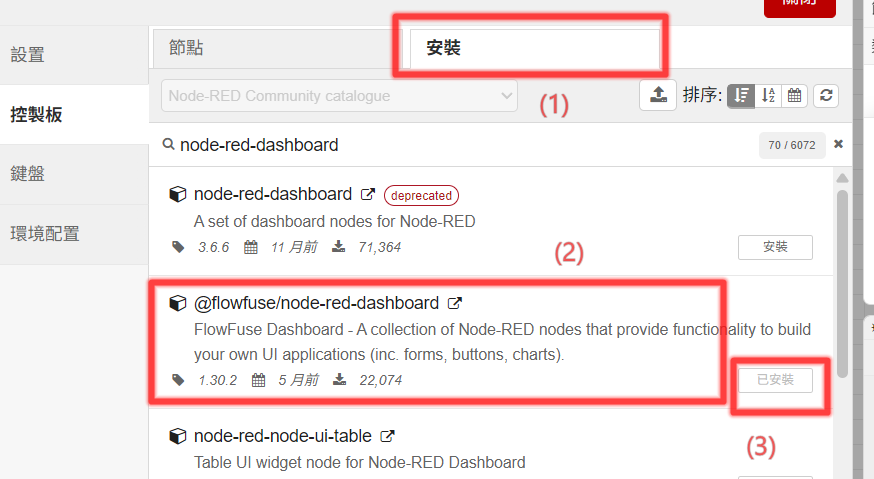 關閉
設置
控製板
鍵盤
環境配置
節點
安裝
Node-RED Community catalogue
(1)
排序:
node-red-dashboard
70 / 6072
node-red-dashboard
deprecated
A set of dashboard nodes for Node-RED
3.6.6
11 月前
71,364
安裝
(2)
@flowfuse/node-red-dashboard
FlowFuse Dashboard - A collection of Node-RED nodes that provide functionality to build
your own UI applications (inc. forms, buttons, charts).
1.30.2
5 月前
22,074
已安裝
(3)
node-red-node-ui-table
Table UI widget node for Node-RED Dashboard